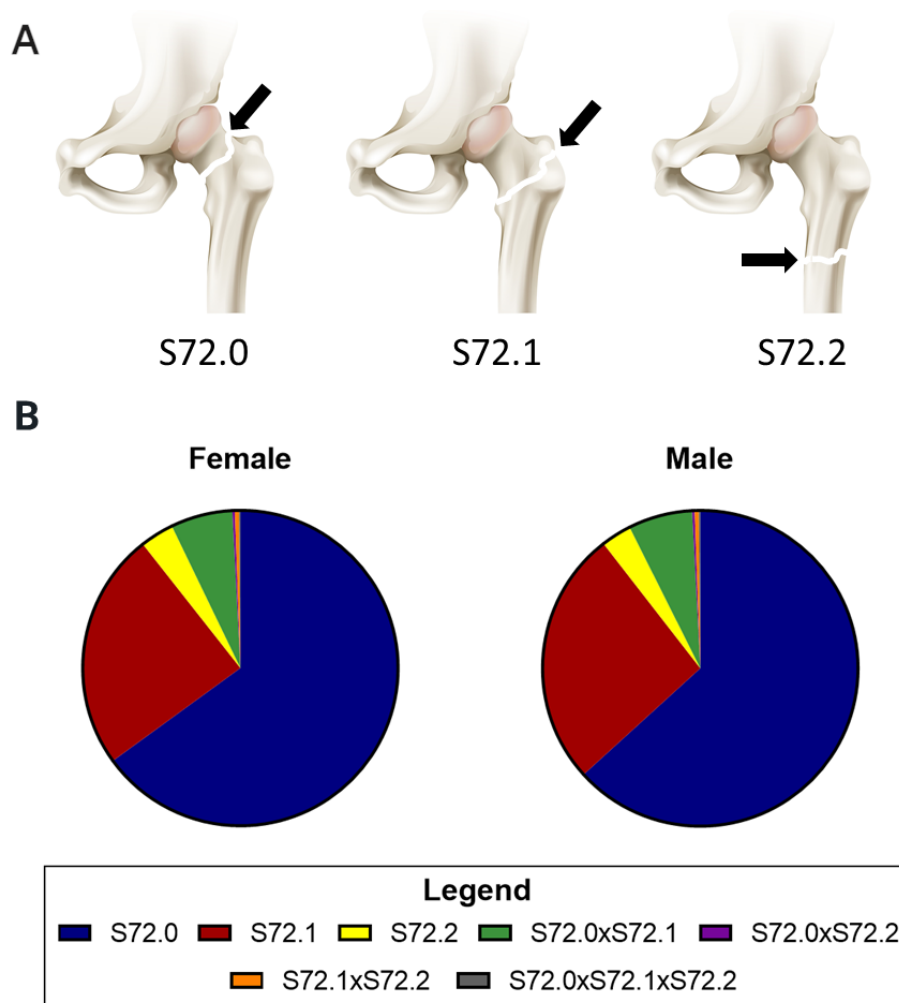 A
S72.0 S72.1 S72.2
B
Female Male
Legend
S72.0 S72.1 S72.2 S72.0xS72.1 S72.0xS72.2
S72.1xS72.2 S72.0xS72.1xS72.2